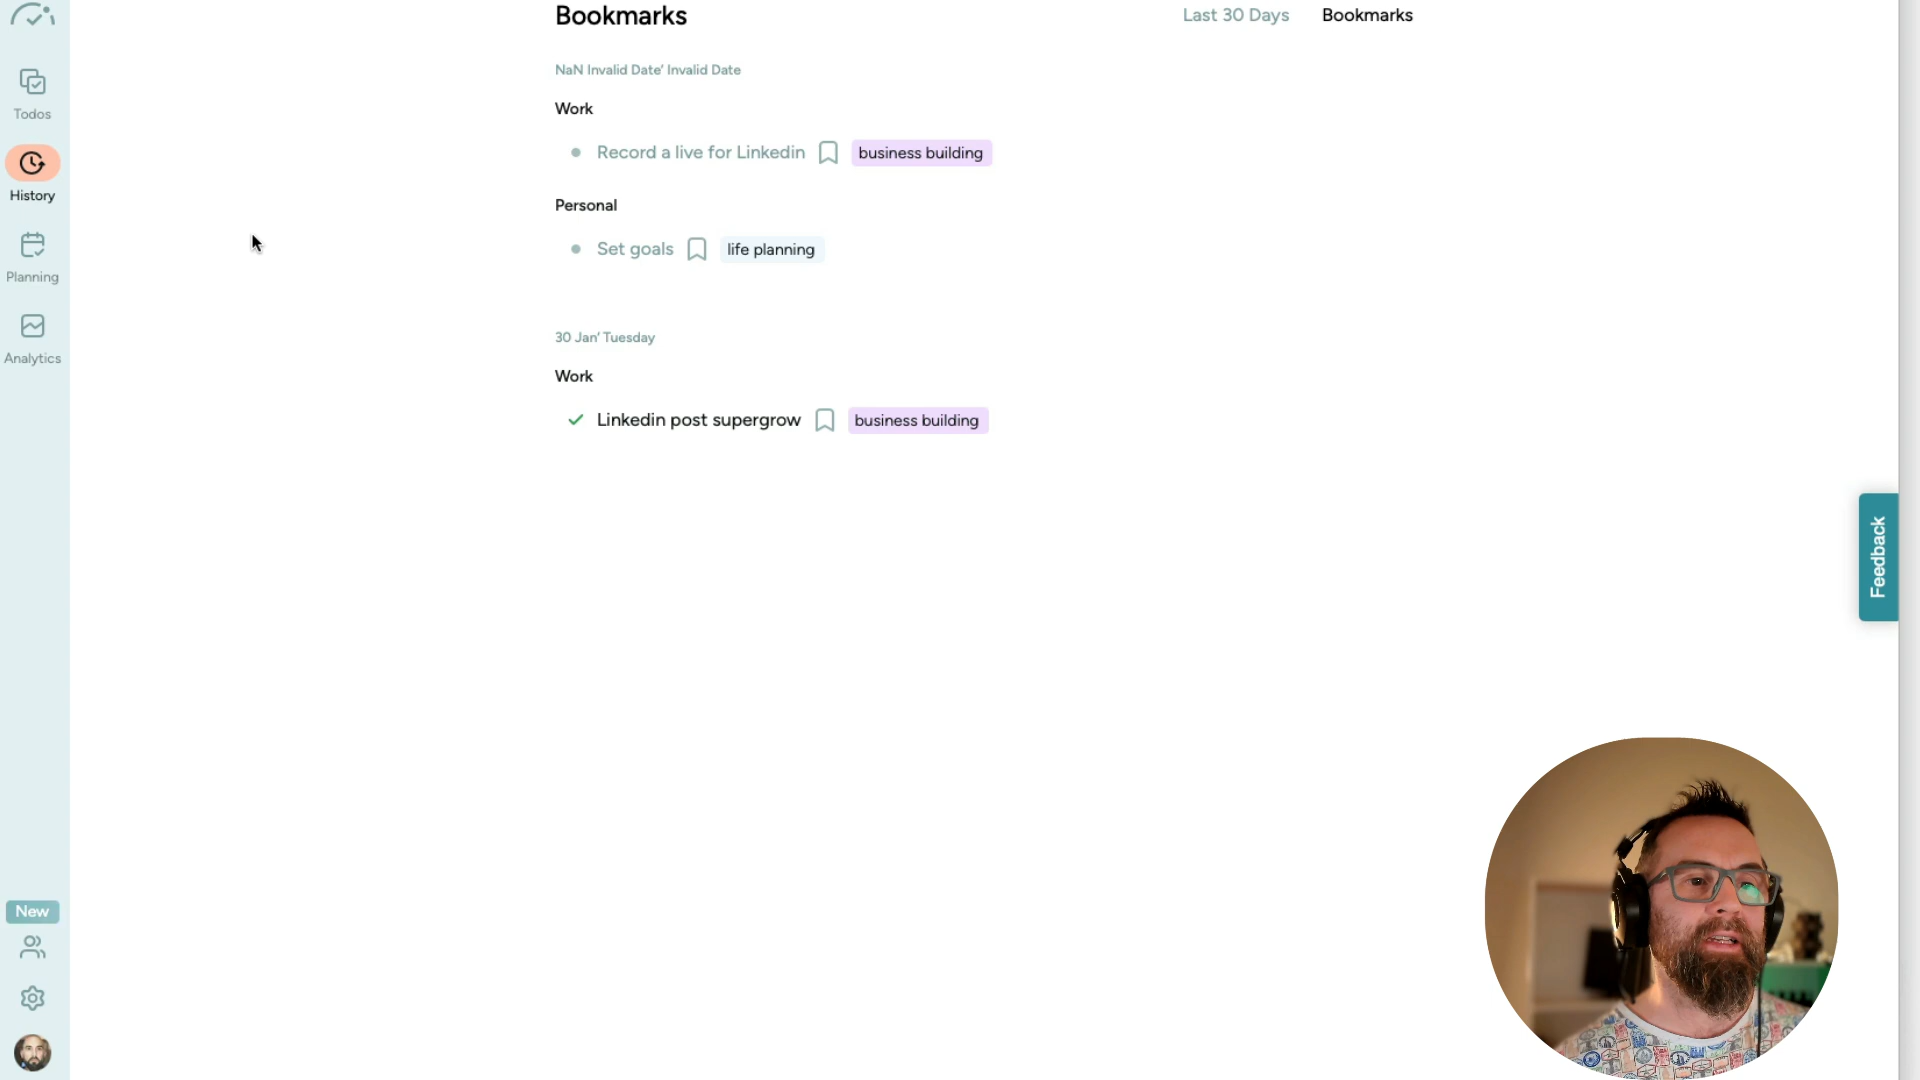 Bookmarks
Last 30 Days
Bookmarks
NaN Invalid Date' Invalid Date
Work
Record a live for Linkedin
business building
Personal
Set goals
life planning
30 Jan' Tuesday
Work
Linkedin post supergrow
business building
Todos
History
Planning
Analytics
New
Feedback